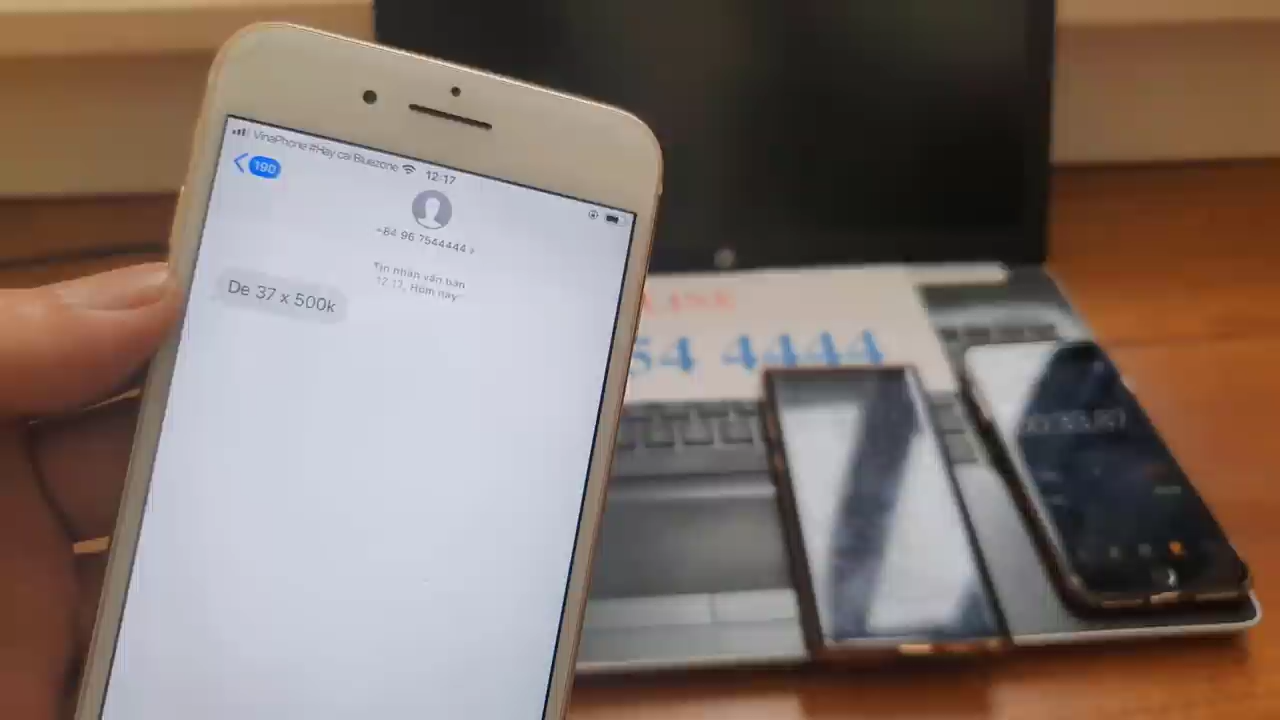 VinaPhone #Hay cai Bluezone 12:17
190
+84 96 7544444 >
Tin nhắn văn bản
12:17, Hôm nay
De 37 x 500k
54 4444